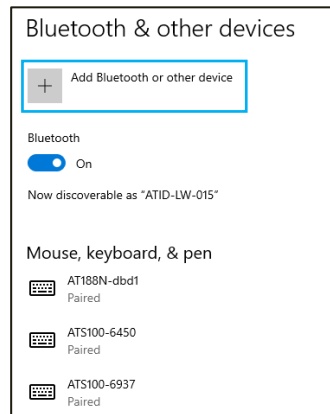 Bluetooth & other devices
Add Bluetooth or other device
Bluetooth
On
Now discoverable as “ATID-LW-015”
Mouse, keyboard, & pen
AT188N-dbd1
Paired
ATS100-6450
Paired
ATS100-6937
Paired